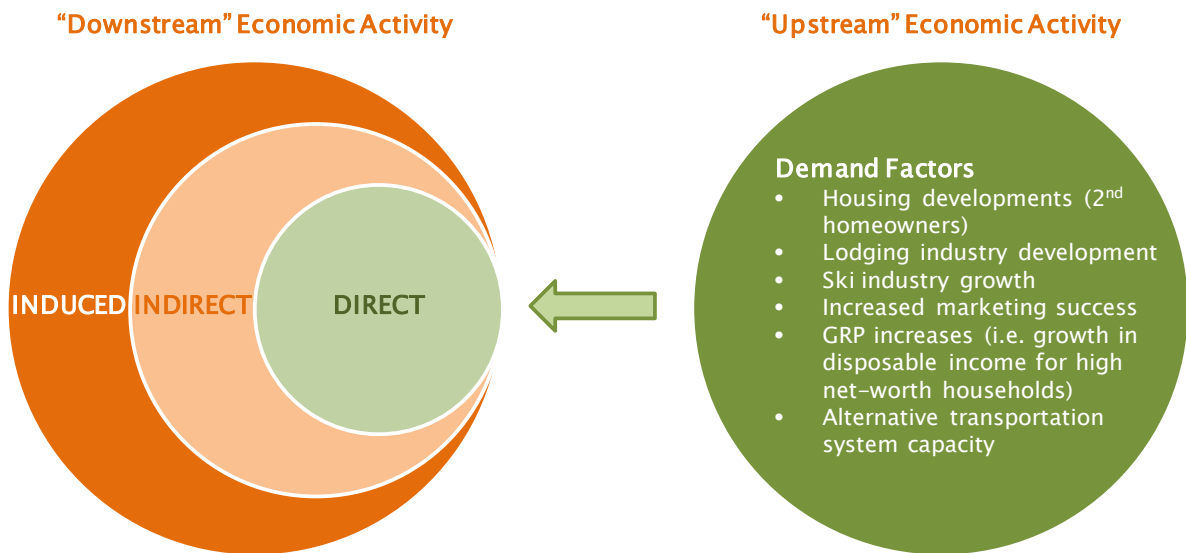 “Downstream” Economic Activity
“Upstream” Economic Activity
INDUCED
INDIRECT
DIRECT
Demand Factors
• Housing developments (2nd
homeowners)
• Lodging industry development
• Ski industry growth
• Increased marketing success
• GRP increases (i.e. growth in
disposable income for high
net-worth households)
• Alternative transportation
system capacity